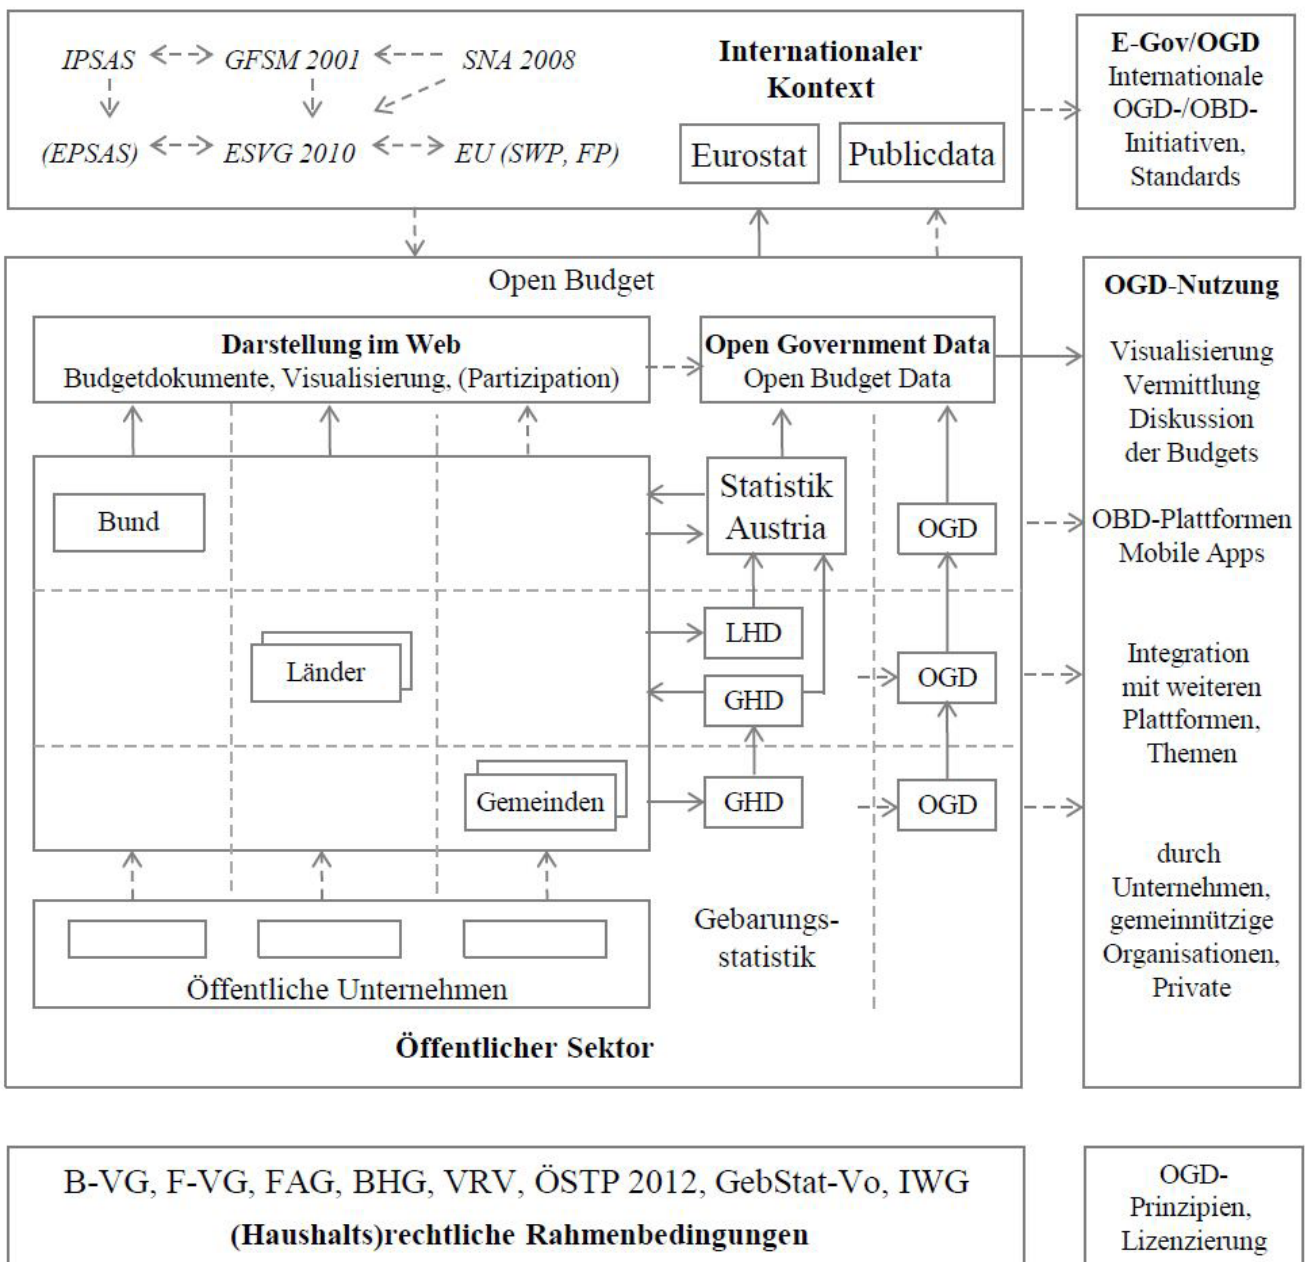 IPSAS GFSM 2001 SNA 2008
(EPSAS) ESVG 2010 EU (SWP, FP)
Internationaler
Kontext
Eurostat
Publicdata
E-Gov/OGD
Internationale
OGD-/OBD-
Initiativen,
Standards
Open Budget
Darstellung im Web
Budgetdokumente, Visualisierung, (Partizipation)
Open Government Data
Open Budget Data
Bund
Länder
Gemeinden
Statistik
Austria
LHD
GHD
GHD
OGD
OGD
OGD
Gebarungs-
statistik
Öffentliche Unternehmen
Öffentlicher Sektor
OGD-Nutzung
Visualisierung
Vermittlung
Diskussion
der Budgets
OBD-Plattformen
Mobile Apps
Integration
mit weiteren
Plattformen,
Themen
durch
Unternehmen,
gemeinnützige
Organisationen,
Private
B-VG, F-VG, FAG, BHG, VRV, ÖSTP 2012, GebStat-Vo, IWG
(Haushalts)rechtliche Rahmenbedingungen
OGD-
Prinzipien,
Lizenzierung